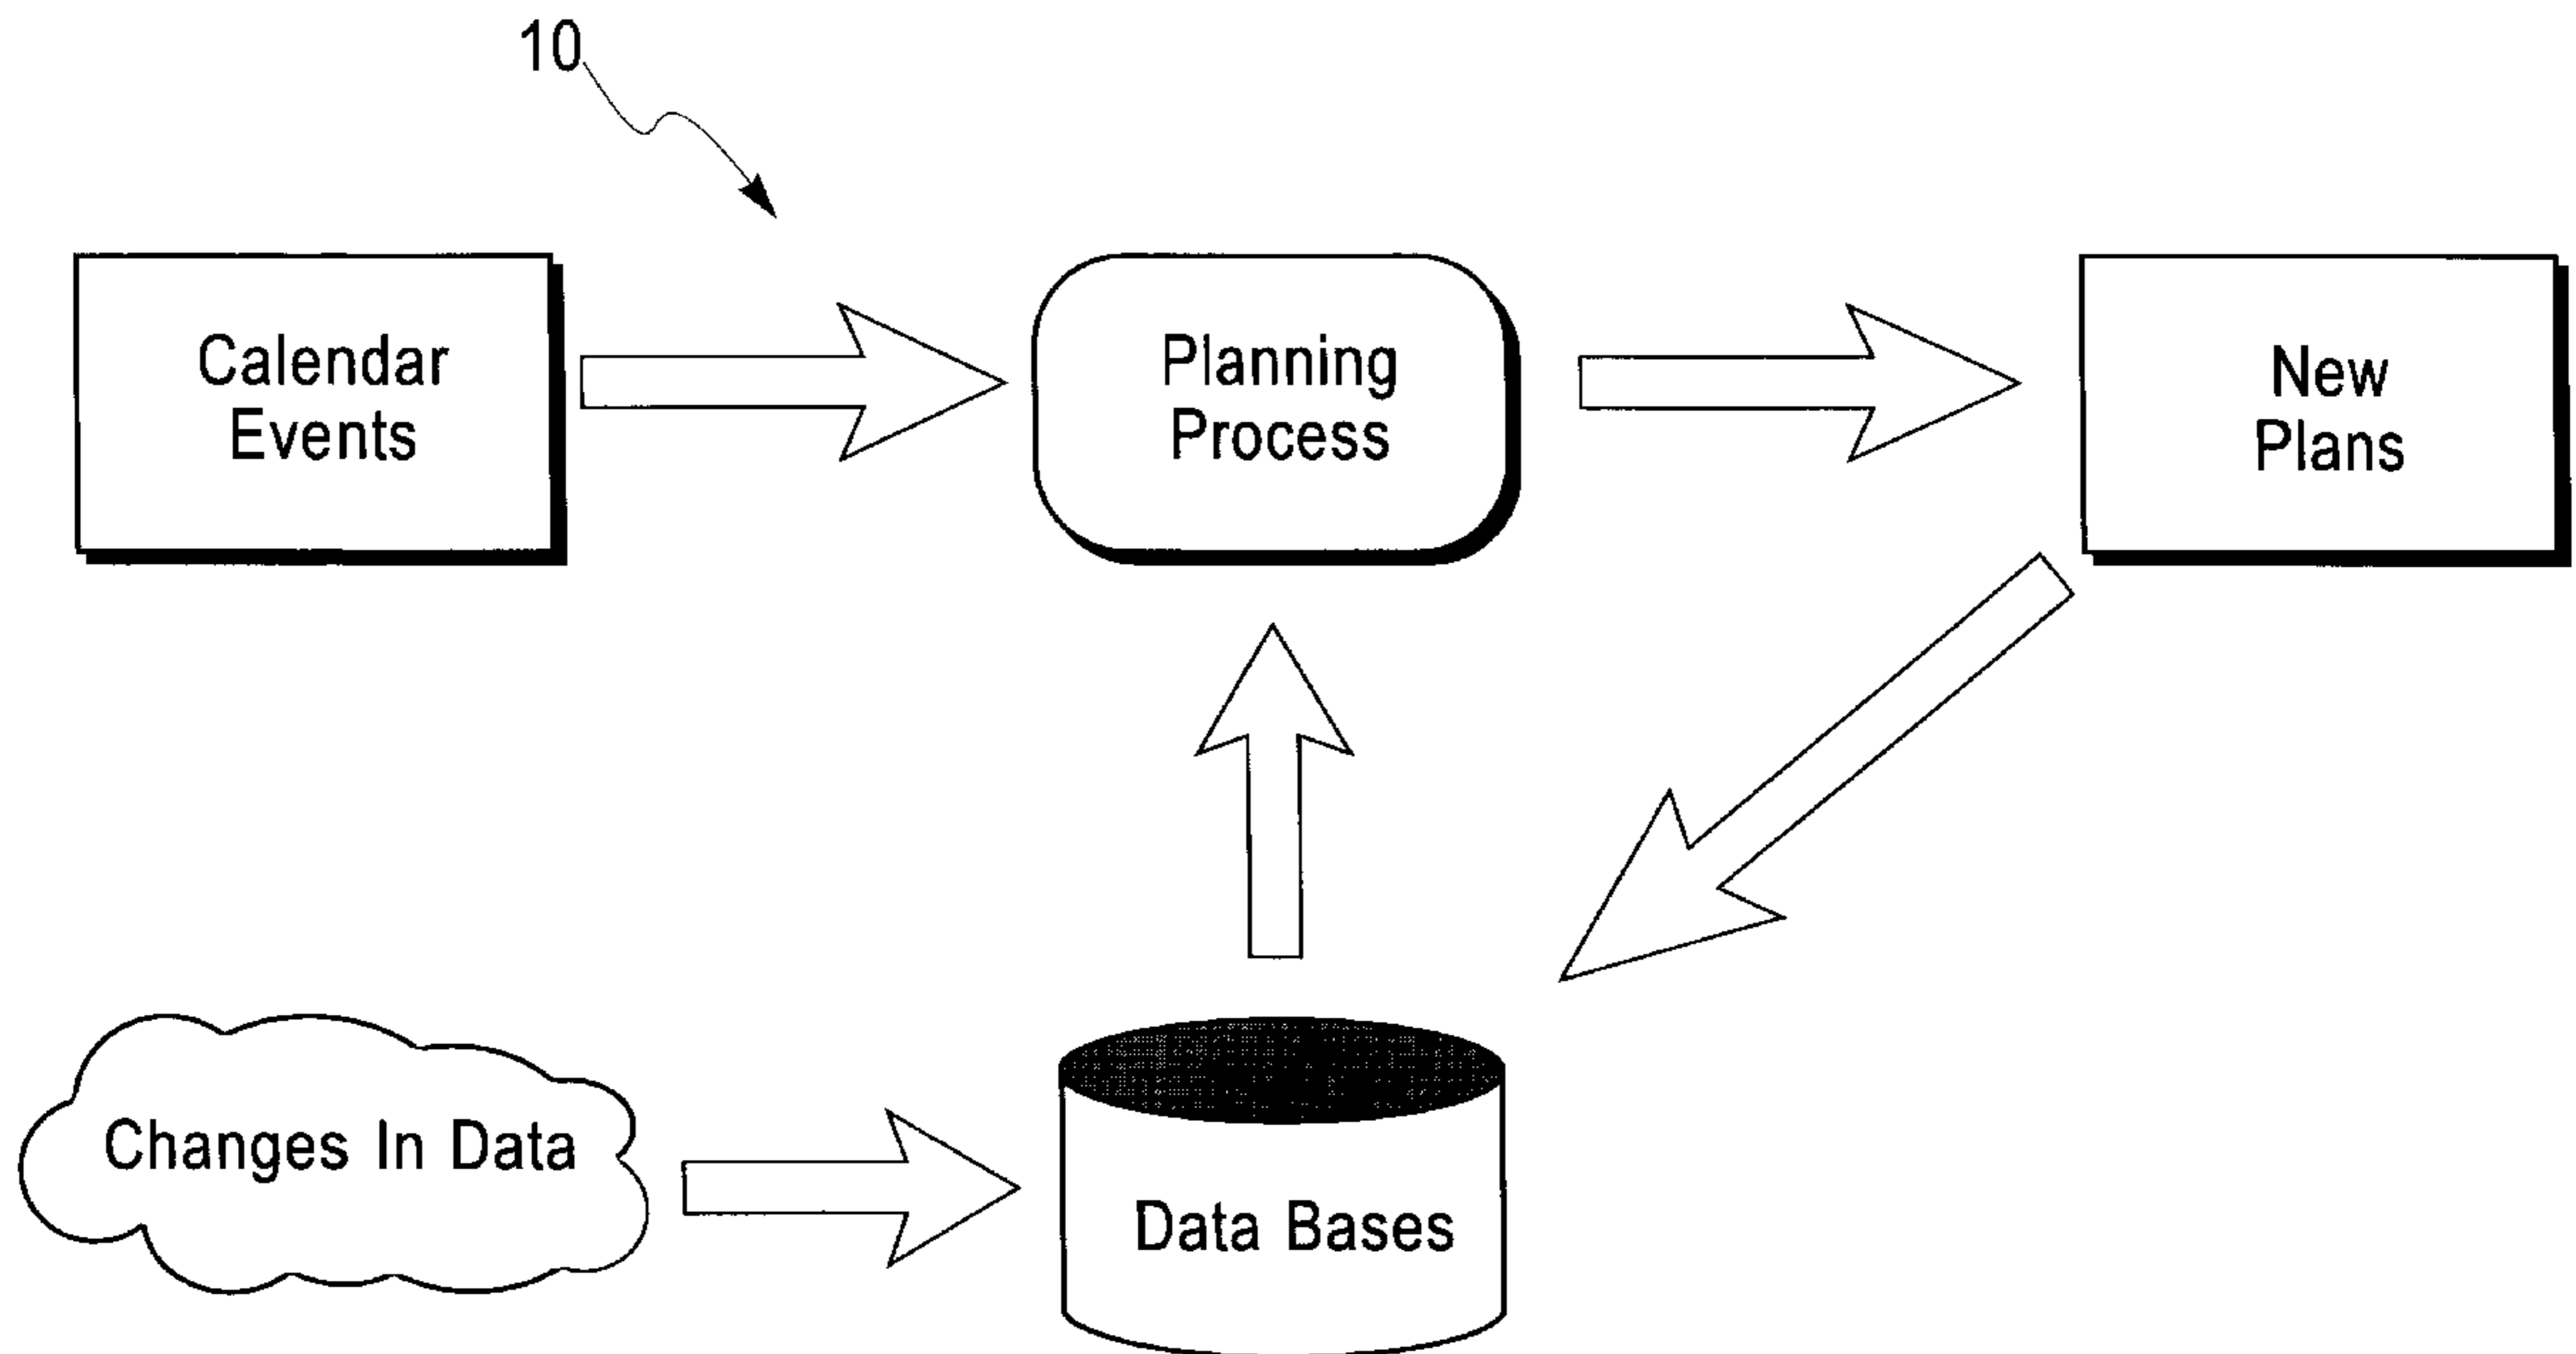 10
Calendar
Events
Planning
Process
New
Plans
Changes In Data
Data Bases